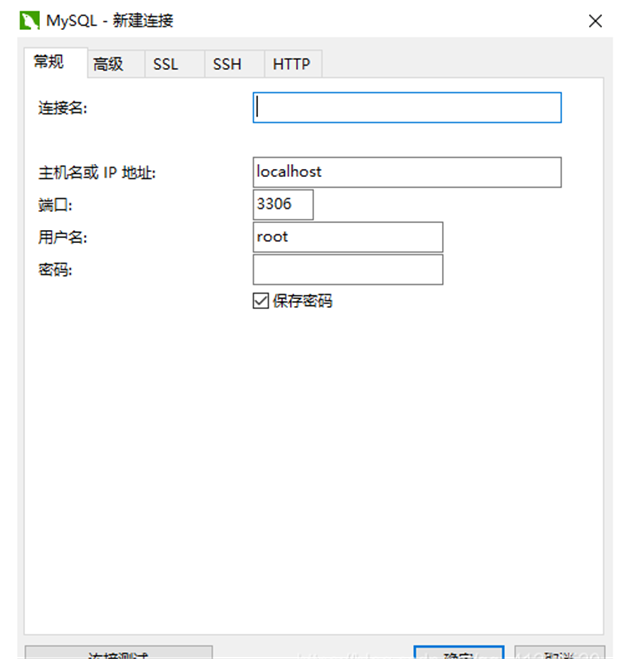 MySQL - 新建连接
常规 高级 SSL SSH HTTP
连接名:
主机名或 IP 地址: localhost
端口: 3306
用户名: root
密码:
保存密码
连接测试 确定 取消